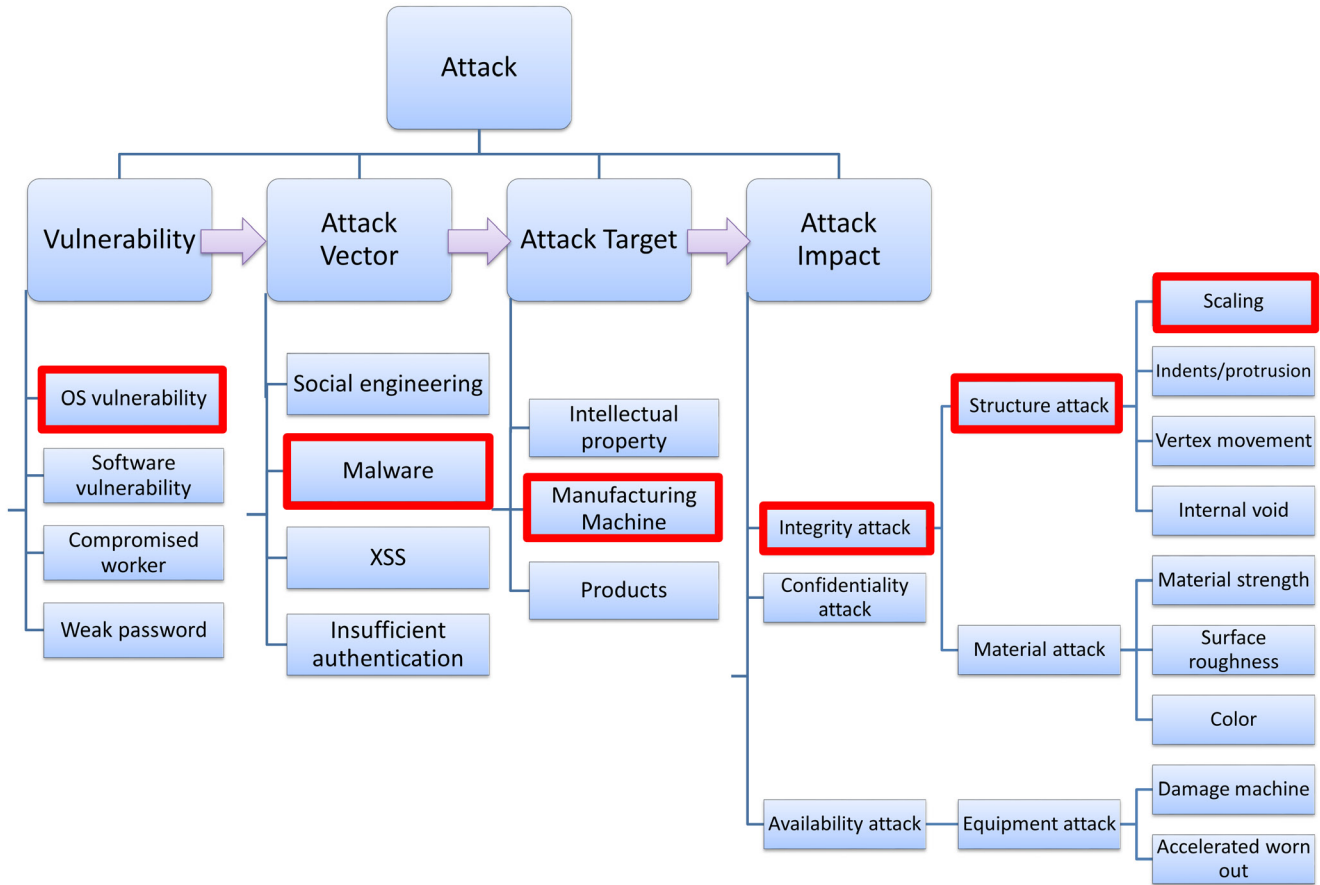 Attack
Vulnerability
Attack
Vector
Attack Target
Attack
Impact
OS vulnerability
Software
vulnerability
Compromised
worker
Weak password
Social engineering
Malware
XSS
Insufficient
authentication
Intellectual
property
Manufacturing
Machine
Products
Integrity attack
Confidentiality
attack
Availability attack
Structure attack
Material attack
Equipment attack
Scaling
Indents/protrusion
Vertex movement
Internal void
Material strength
Surface
roughness
Color
Damage machine
Accelerated worn
out